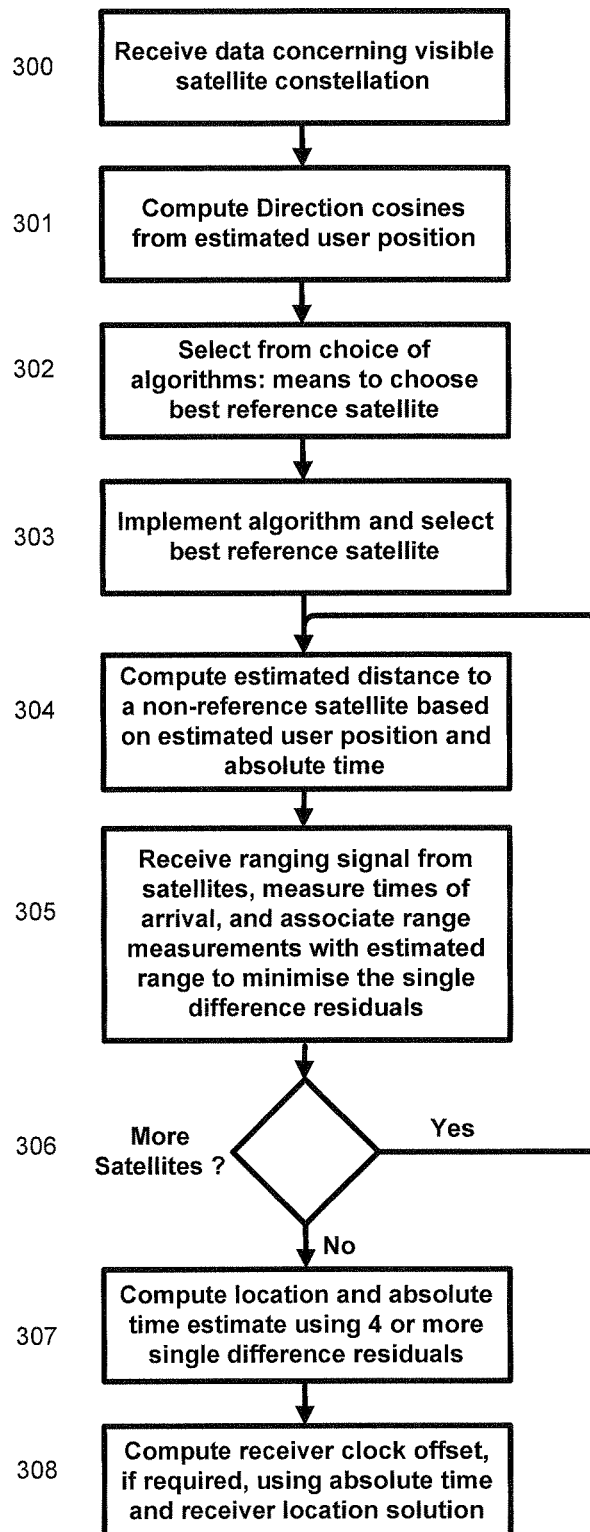 300
Receive data concerning visible
satellite constellation
301
Compute Direction cosines
from estimated user position
302
Select from choice of
algorithms: means to choose
best reference satellite
303
Implement algorithm and select
best reference satellite
304
Compute estimated distance to
a non-reference satellite based
on estimated user position and
absolute time
305
Receive ranging signal from
satellites, measure times of
arrival, and associate range
measurements with estimated
range to minimise the single
difference residuals
306
More
Satellites ?
Yes
No
307
Compute location and absolute
time estimate using 4 or more
single difference residuals
308
Compute receiver clock offset,
if required, using absolute time
and receiver location solution